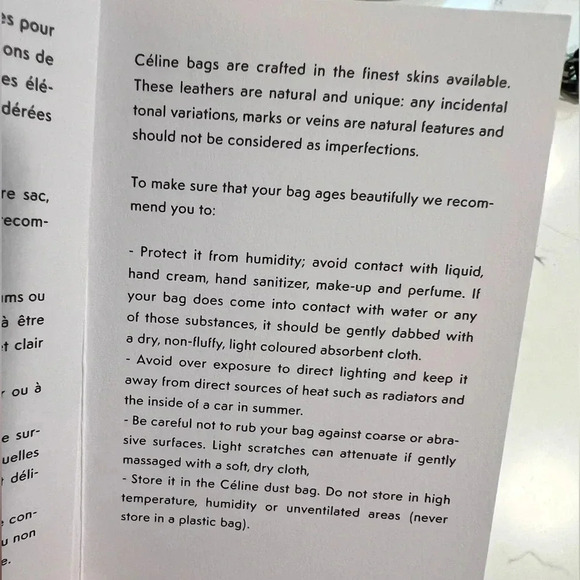 es pour
ons de
es élé-
dérées
re sac,
recom-
ums ou
à être
t clair
r ou à
e sur-
uelles
déli-
con-
u non
e.
Céline bags are crafted in the finest skins available.
These leathers are natural and unique: any incidental
tonal variations, marks or veins are natural features and
should not be considered as imperfections.
To make sure that your bag ages beautifully we recom-
mend you to:
- Protect it from humidity; avoid contact with liquid,
hand cream, hand sanitizer, make-up and perfume. If
your bag does come into contact with water or any
of those substances, it should be gently dabbed with
a dry, non-fluffy, light coloured absorbent cloth.
- Avoid over exposure to direct lighting and keep it
away from direct sources of heat such as radiators and
the inside of a car in summer.
- Be careful not to rub your bag against coarse or abra-
sive surfaces. Light scratches can attenuate if gently
massaged with a soft, dry cloth,
- Store it in the Céline dust bag. Do not store in high
temperature, humidity or unventilated areas (never
store in a plastic bag).